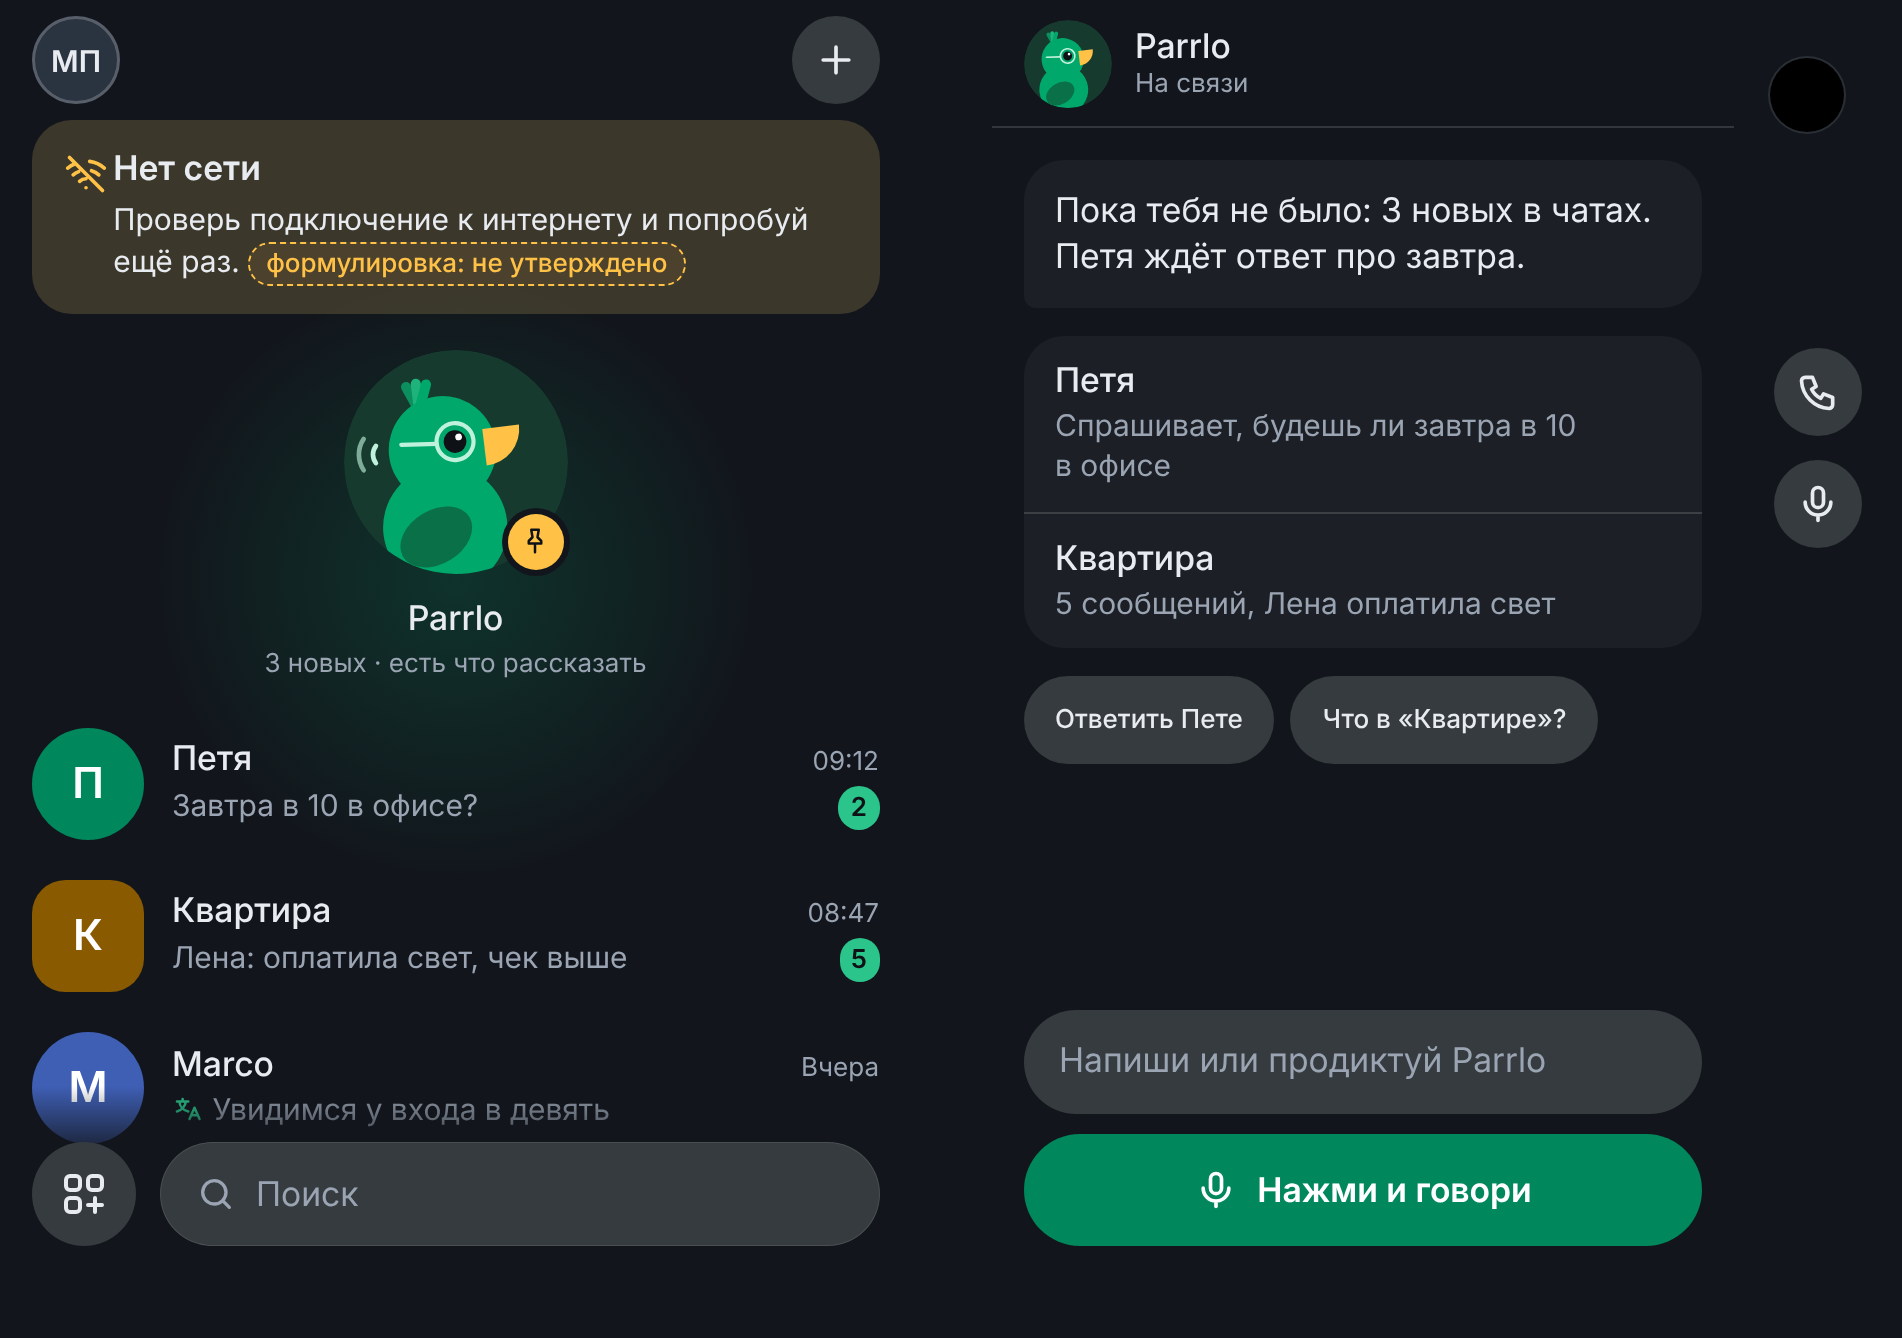 МП
Нет сети
Проверь подключение к интернету и попробуй
ещё раз. формулировка: не утверждено
Parrlo
3 новых · есть что рассказать
П
Петя
09:12
Завтра в 10 в офисе?
2
К
Квартира
08:47
Лена: оплатила свет, чек выше
5
M
Marco
Вчера
Увидимся у входа в девять
Поиск
Parrlo
На связи
Пока тебя не было: 3 новых в чатах.
Петя ждёт ответ про завтра.
Петя
Спрашивает, будешь ли завтра в 10
в офисе
Квартира
5 сообщений, Лена оплатила свет
Ответить Пете
Что в «Квартире»?
Напиши или продиктуй Parrlo
Нажми и говори